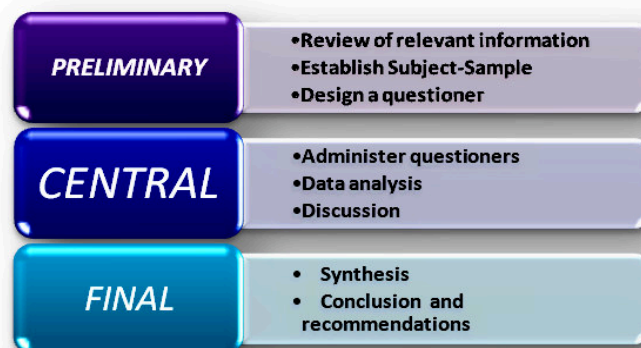 PRELIMINARY
•Review of relevant information
•Establish Subject-Sample
•Design a questioner
CENTRAL
•Administer questioners
•Data analysis
•Discussion
FINAL
• Synthesis
• Conclusion and
recommendations